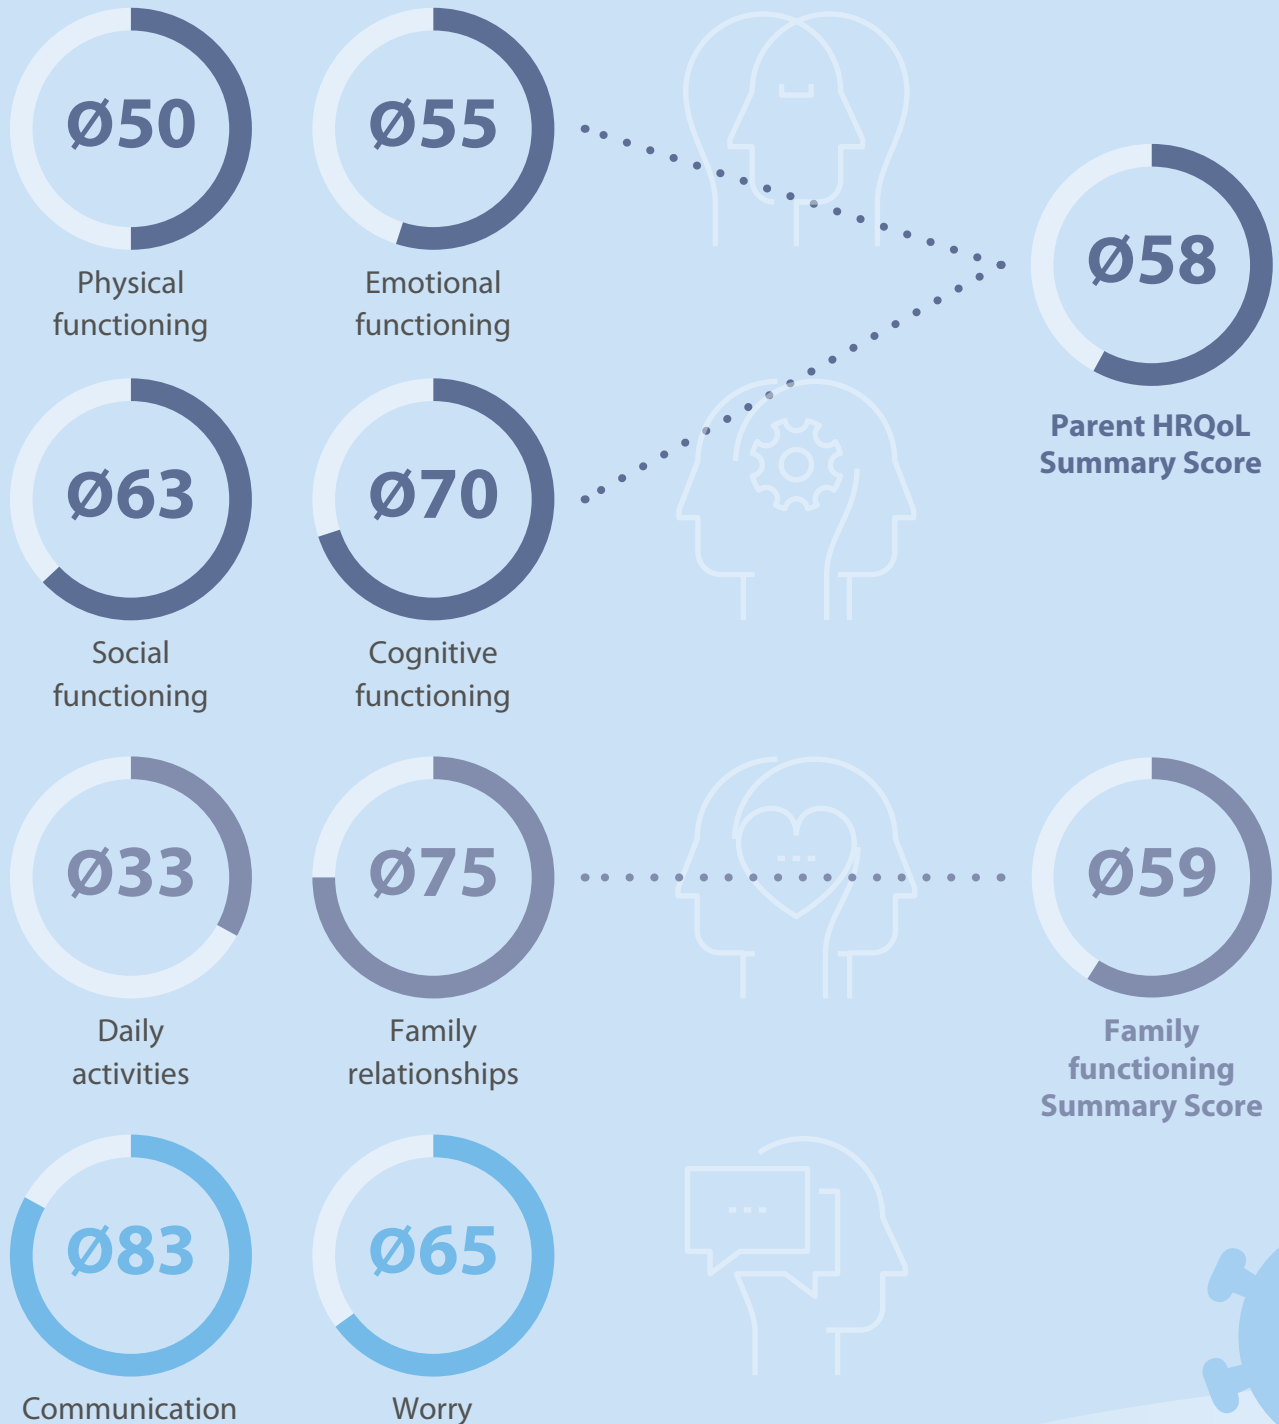 Ø50
Physical
functioning
Ø55
Emotional
functioning
Ø58
Parent HRQoL
Summary Score
Ø63
Social
functioning
Ø70
Cognitive
functioning
Ø33
Daily
activities
Ø75
Family
relationships
Ø59
Family
functioning
Summary Score
Ø83
Communication
Ø65
Worry